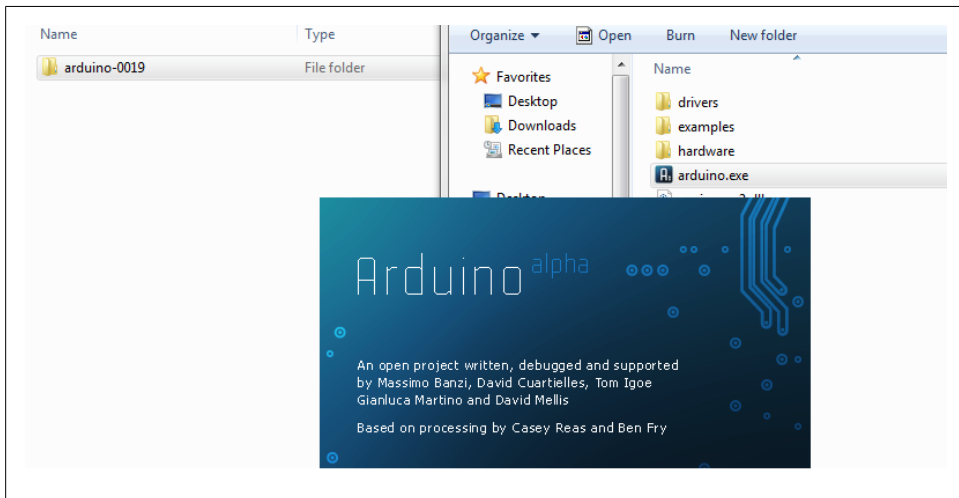 Name Type
arduino-0019 File folder
Organize Open Burn New folder
Favorites
Desktop
Downloads
Recent Places
Desktop
Name
drivers
examples
hardware
arduino.exe
Arduino alpha
An open project written, debugged and supported
by Massimo Banzi, David Cuartielles, Tom Igoe
Gianluca Martino and David Mellis
Based on processing by Casey Reas and Ben Fry